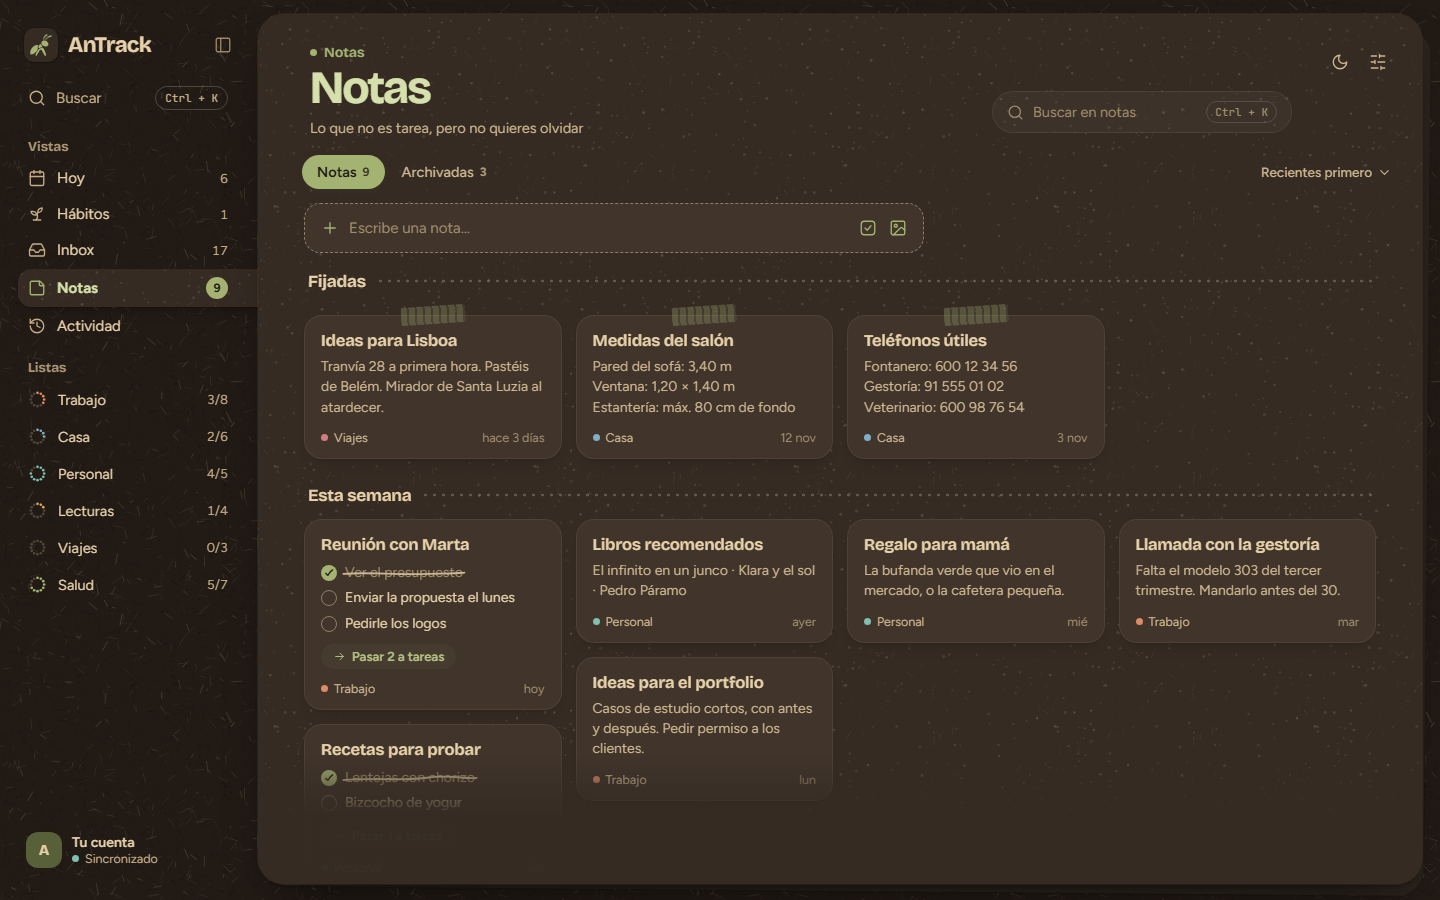 AnTrack
Buscar
Ctrl + K
Vistas
Hoy 6
Hábitos 1
Inbox 17
Notas 9
Actividad
Listas
Trabajo 3/8
Casa 2/6
Personal 4/5
Lecturas 1/4
Viajes 0/3
Salud 5/7
A
Tu cuenta
Sincronizado
Notas
Notas
Lo que no es tarea, pero no quieres olvidar
Buscar en notas Ctrl + K
Notas 9
Archivadas 3
Recientes primero
Escribe una nota...
Fijadas
Ideas para Lisboa
Tranvía 28 a primera hora. Pastéis
de Belém. Mirador de Santa Luzia al
atardecer.
Viajes hace 3 días
Medidas del salón
Pared del sofá: 3,40 m
Ventana: 1,20 × 1,40 m
Estantería: máx. 80 cm de fondo
Casa 12 nov
Teléfonos útiles
Fontanero: 600 12 34 56
Gestoría: 91 555 01 02
Veterinario: 600 98 76 54
Casa 3 nov
Esta semana
Reunión con Marta
Ver el presupuesto
Enviar la propuesta el lunes
Pedirle los logos
→ Pasar 2 a tareas
Trabajo hoy
Libros recomendados
El infinito en un junco · Klara y el sol
· Pedro Páramo
Personal ayer
Regalo para mamá
La bufanda verde que vio en el
mercado, o la cafetera pequeña.
Personal mié
Llamada con la gestoría
Falta el modelo 303 del tercer
trimestre. Mandarlo antes del 30.
Trabajo mar
Recetas para probar
Lentejas con chorizo
Bizcocho de yogur
Ideas para el portfolio
Casos de estudio cortos, con antes
y después. Pedir permiso a los
clientes.
Trabajo lun